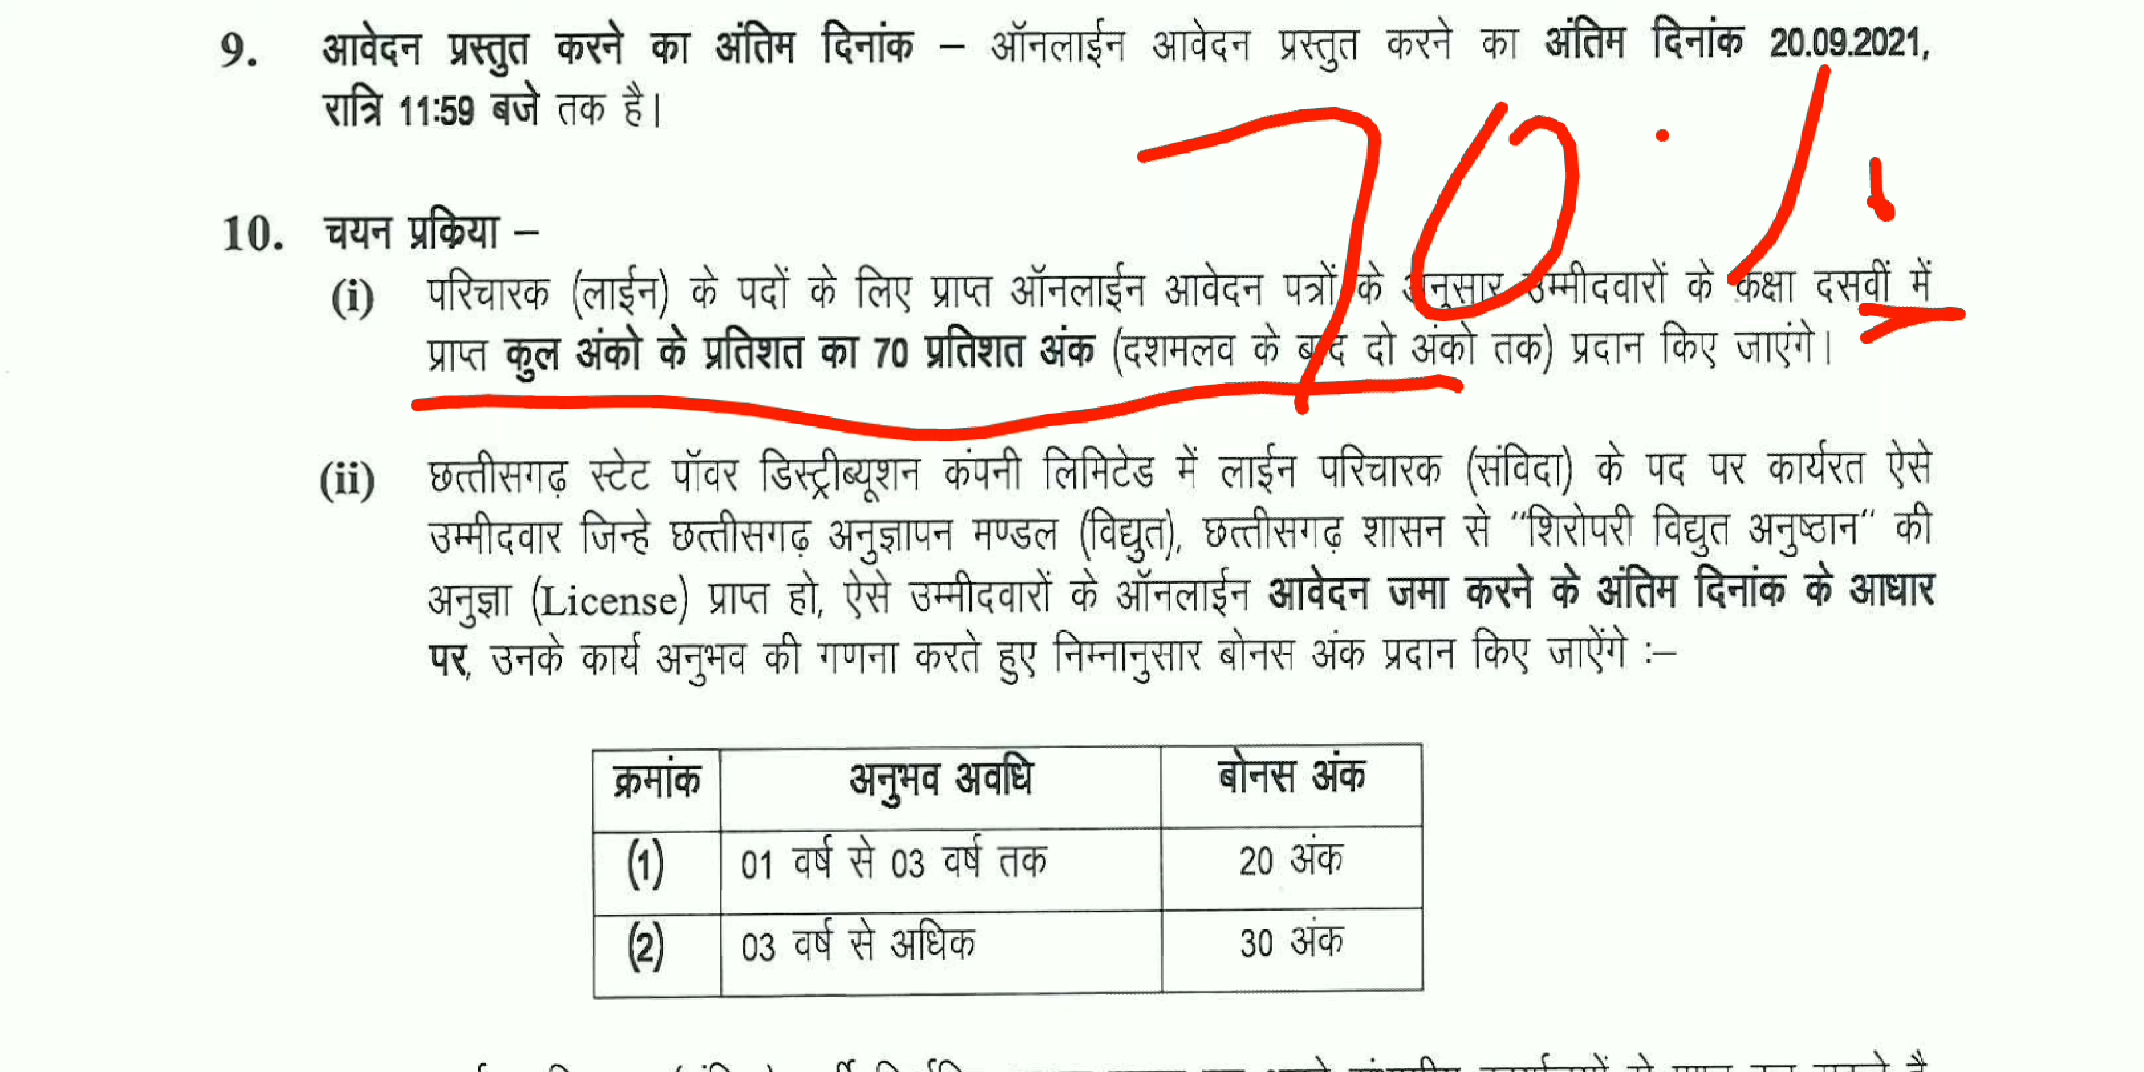 9. आवेदन प्रस्तुत करने का अंतिम दिनांक – ऑनलाईन आवेदन प्रस्तुत करने का अंतिम दिनांक 20.09.2021,
रात्रि 11:59 बजे तक है।
70%
10. चयन प्रक्रिया –
(i) परिचारक (लाईन) के पदों के लिए प्राप्त ऑनलाईन आवेदन पत्रों के अनुसार उम्मीदवारों के कक्षा दसवीं में
प्राप्त कुल अंको के प्रतिशत का 70 प्रतिशत अंक (दशमलव के बाद दो अंको तक) प्रदान किए जाएंगे।
(ii) छत्तीसगढ़ स्टेट पॉवर डिस्ट्रीब्यूशन कंपनी लिमिटेड में लाईन परिचारक (संविदा) के पद पर कार्यरत ऐसे
उम्मीदवार जिन्हे छत्तीसगढ़ अनुज्ञापन मण्डल (विद्युत), छत्तीसगढ़ शासन से “शिरोपरी विद्युत अनुष्ठान“ की
अनुज्ञा (License) प्राप्त हो, ऐसे उम्मीदवारों के ऑनलाईन आवेदन जमा करने के अंतिम दिनांक के आधार
पर, उनके कार्य अनुभव की गणना करते हुए निम्नानुसार बोनस अंक प्रदान किए जाऐंगे :–
क्रमांक अनुभव अवधि बोनस अंक
(1) 01 वर्ष से 03 वर्ष तक 20 अंक
(2) 03 वर्ष से अधिक 30 अंक